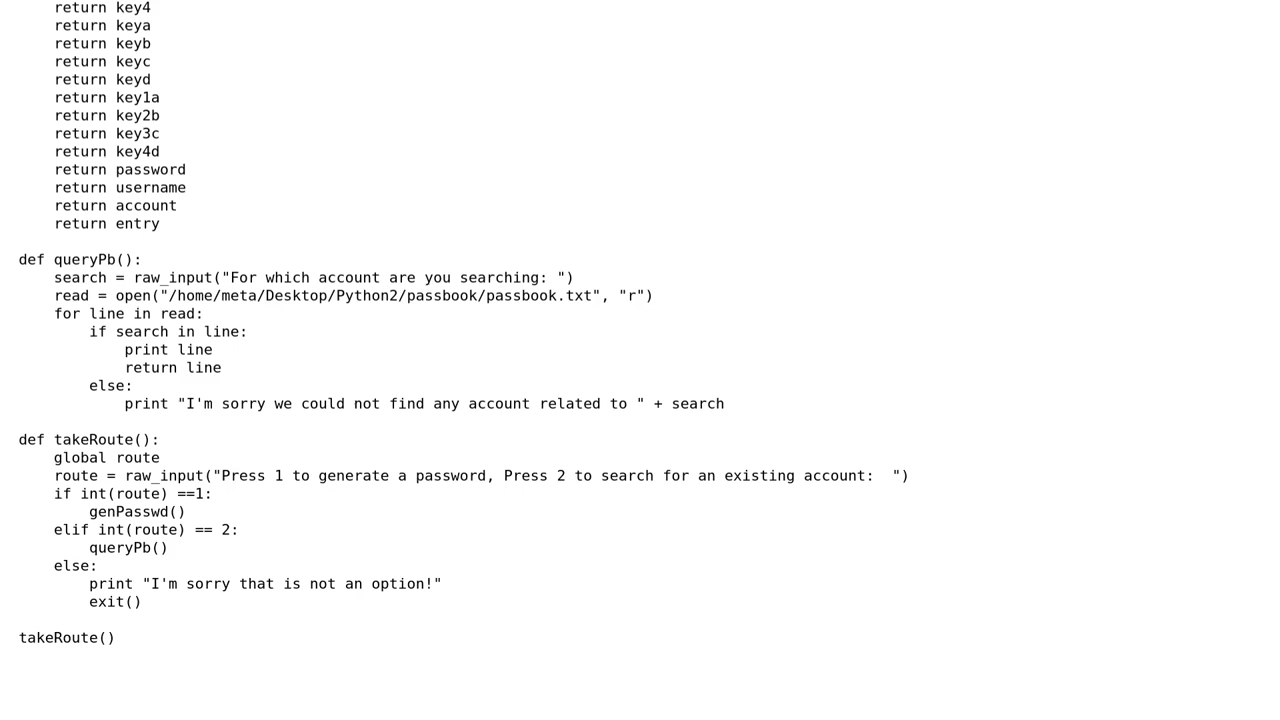 return key4
    return keya
    return keyb
    return keyc
    return keyd
    return key1a
    return key2b
    return key3c
    return key4d
    return password
    return username
    return account
    return entry

def queryPb():
    search = raw_input("For which account are you searching: ")
    read = open("/home/meta/Desktop/Python2/passbook/passbook.txt", "r")
    for line in read:
        if search in line:
            print line
            return line
        else:
            print "I'm sorry we could not find any account related to " + search

def takeRoute():
    global route
    route = raw_input("Press 1 to generate a password, Press 2 to search for an existing account:  ")
    if int(route) ==1:
        genPasswd()
    elif int(route) == 2:
        queryPb()
    else:
        print "I'm sorry that is not an option!"
        exit()

takeRoute()